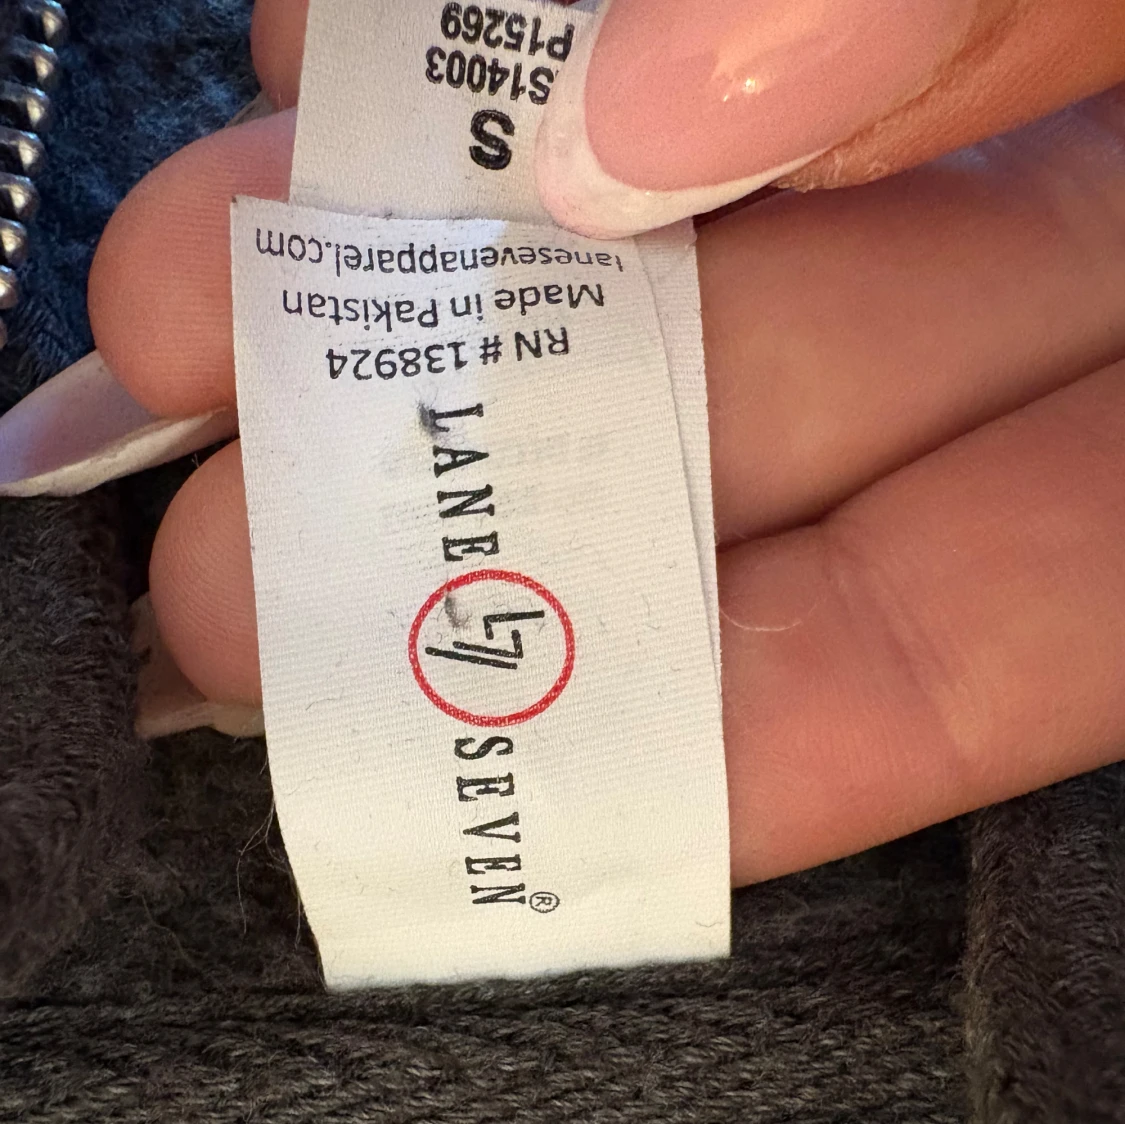 LANE L7 SEVEN®
RN # 138924
Made in Pakistan
lanesevenapparel.com
S
S14003
P15269